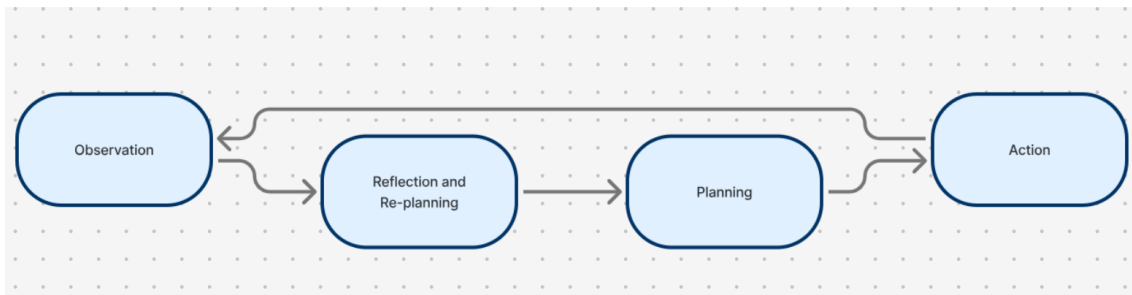 Observation
Reflection and
Re-planning
Planning
Action